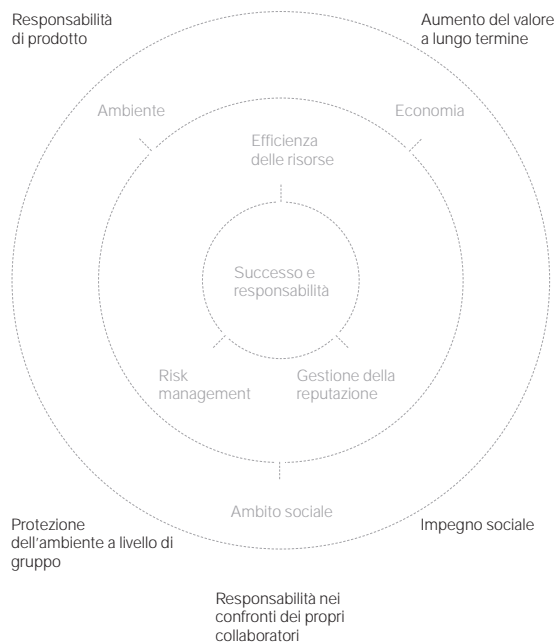 Responsabilità
di prodotto
Aumento del valore
a lungo termine
Ambiente
Economia
Efficienza
delle risorse
Successo e
responsabilità
Risk
management
Gestione della
reputazione
Ambito sociale
Protezione
dell'ambiente a livello di
gruppo
Impegno sociale
Responsabilità nei
confronti dei propri
collaboratori